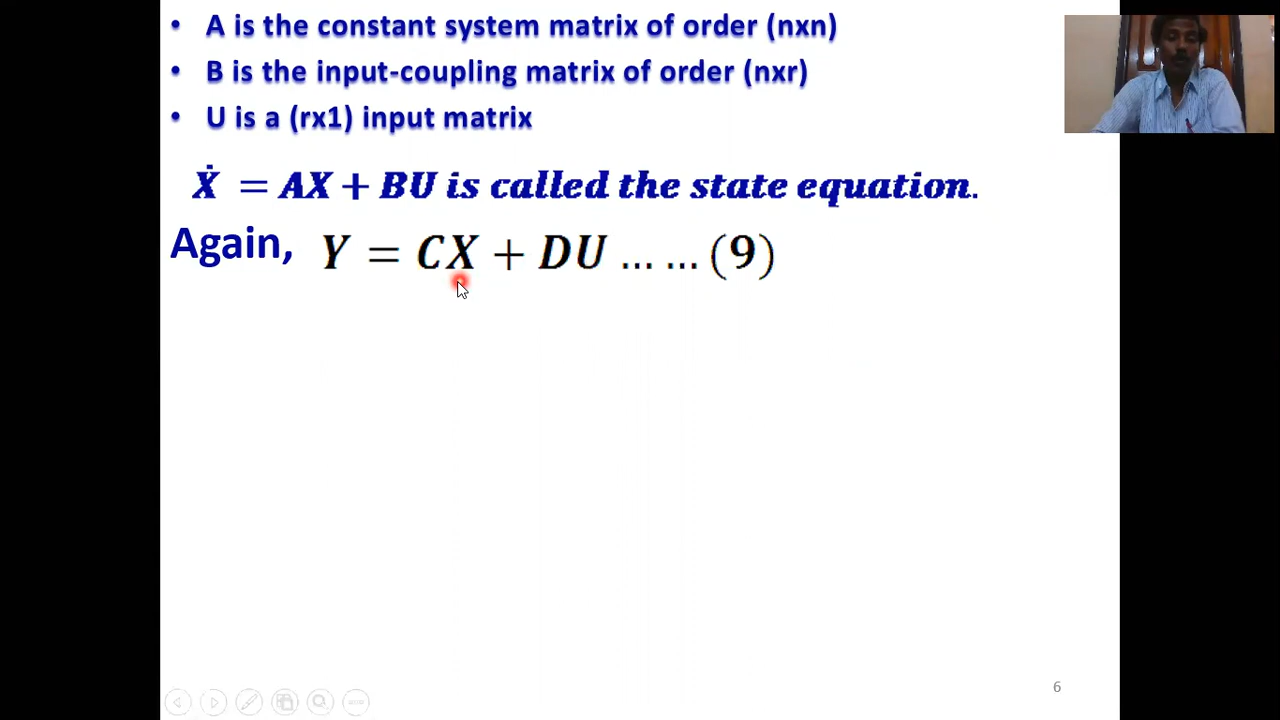 • A is the constant system matrix of order (nxn)
• B is the input-coupling matrix of order (nxr)
• U is a (rx1) input matrix
Ẋ = AX + BU is called the state equation.
Again, Y = CX + DU … … (9)
6